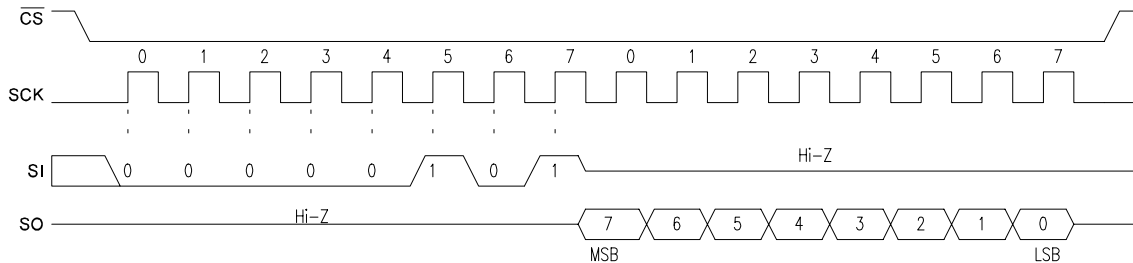 CS
0 1 2 3 4 5 6 7 0 1 2 3 4 5 6 7
SCK
SI 0 0 0 0 0 1 0 1 Hi-Z
SO Hi-Z 7 6 5 4 3 2 1 0
MSB LSB